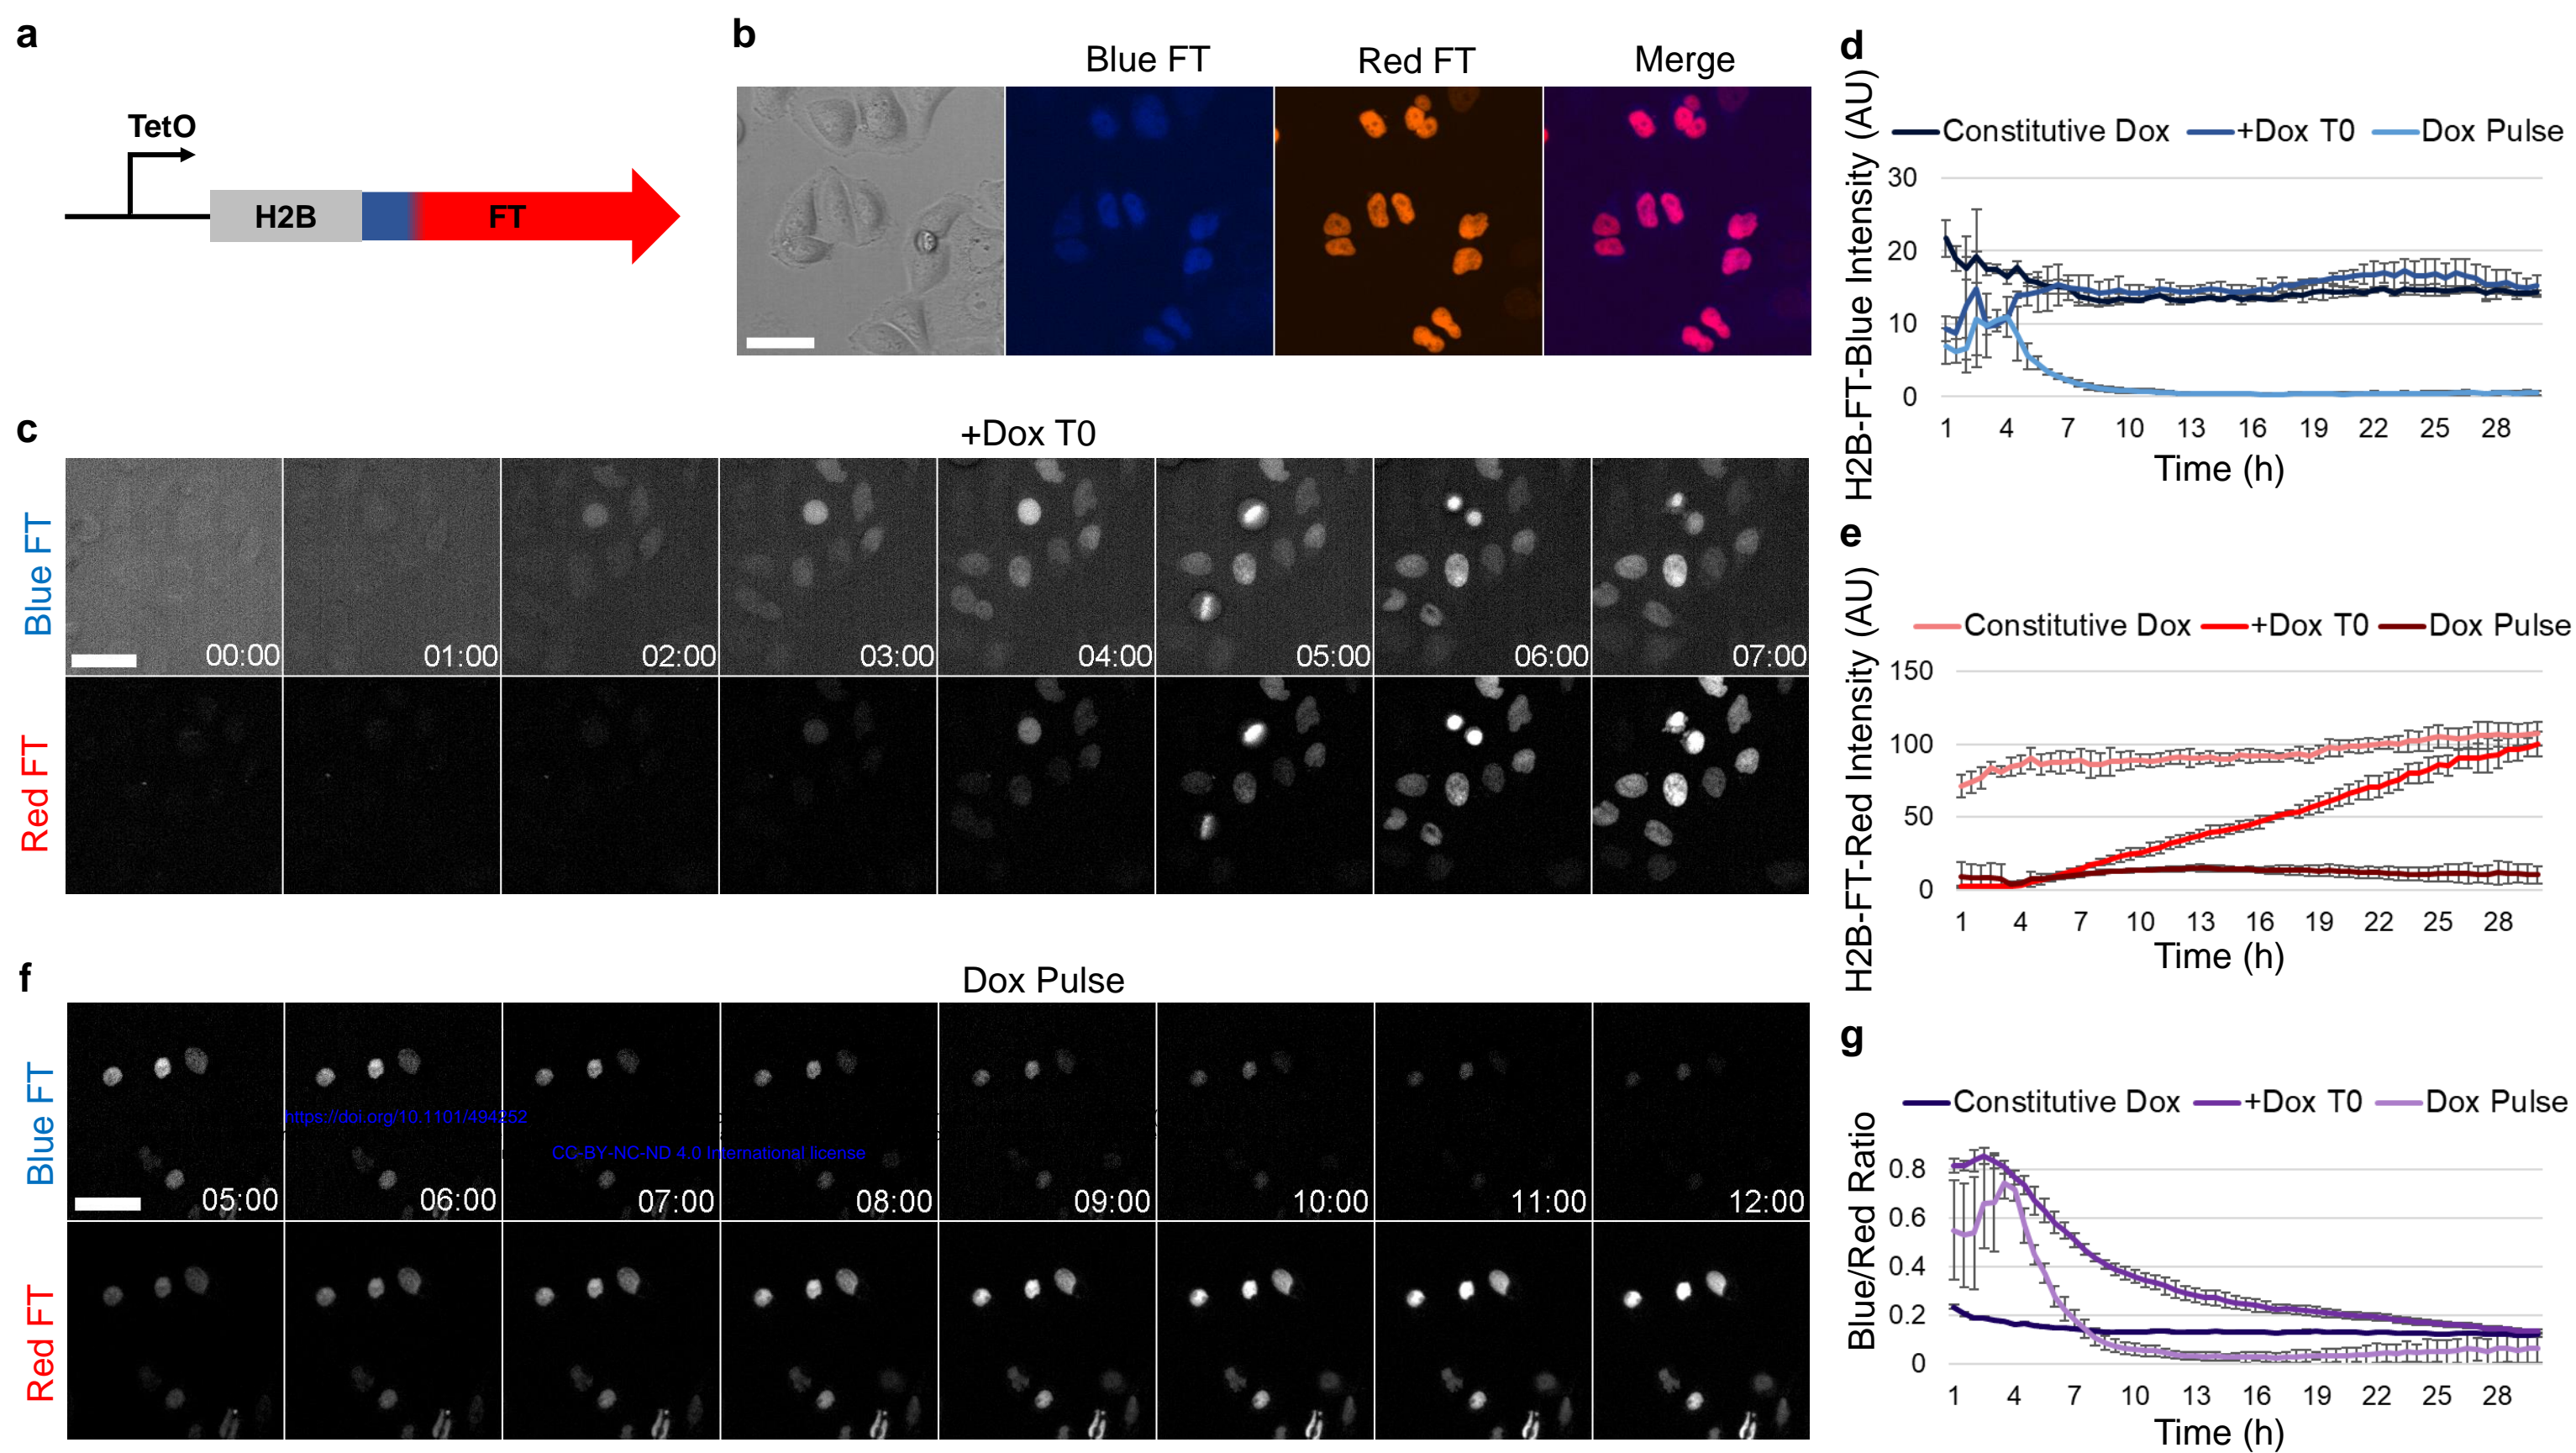 a
TetO
H2B
FT
b
Blue FT
Red FT
Merge
c
+Dox T0
Blue FT
00:00
01:00
02:00
03:00
04:00
05:00
06:00
07:00
Red FT
f
Dox Pulse
Blue FT
https://doi.org/10.1101/494252
CC-BY-NC-ND 4.0 International license
05:00
06:00
07:00
08:00
09:00
10:00
11:00
12:00
Red FT
d
H2B-FT-Blue Intensity (AU)
Constitutive Dox
+Dox T0
Dox Pulse
30
20
10
0
1 4 7 10 13 16 19 22 25 28
Time (h)
e
H2B-FT-Red Intensity (AU)
Constitutive Dox
+Dox T0
Dox Pulse
150
100
50
0
1 4 7 10 13 16 19 22 25 28
Time (h)
g
Blue/Red Ratio
Constitutive Dox
+Dox T0
Dox Pulse
0.8
0.6
0.4
0.2
0
1 4 7 10 13 16 19 22 25 28
Time (h)